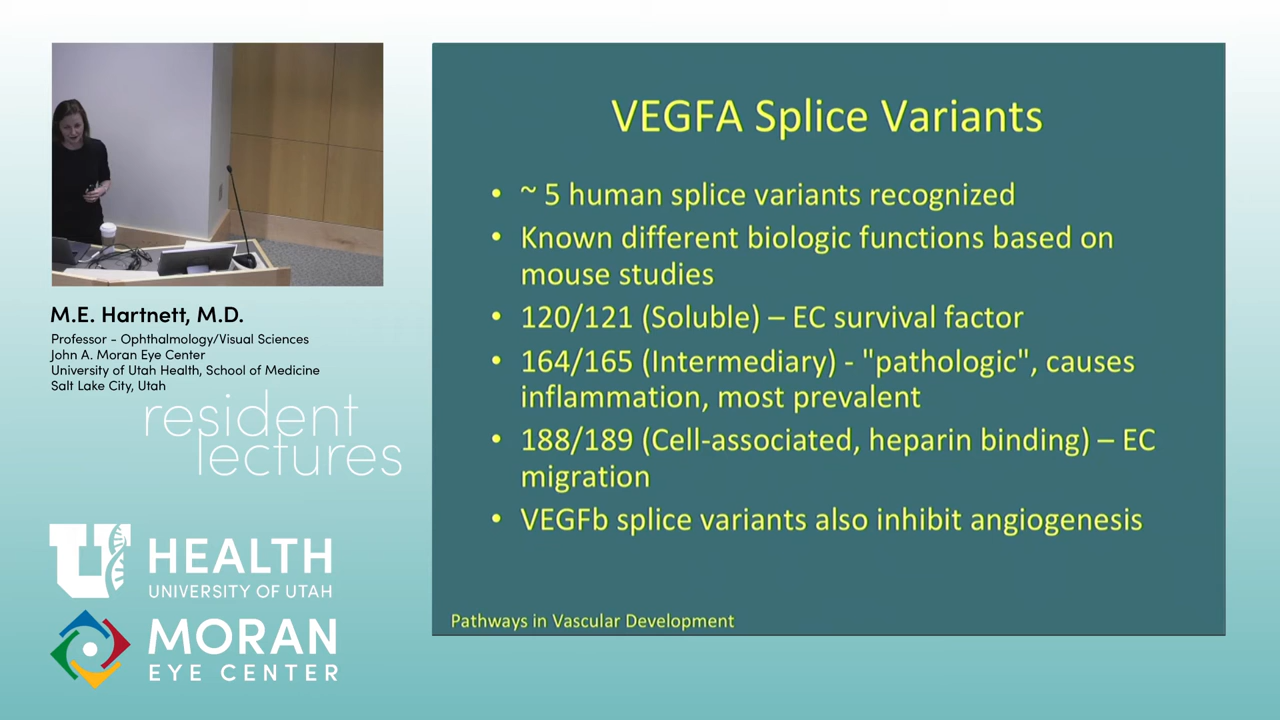 M.E. Hartnett, M.D.
Professor - Ophthalmology/Visual Sciences
John A. Moran Eye Center
University of Utah Health, School of Medicine
Salt Lake City, Utah
resident
lectures
U HEALTH
UNIVERSITY OF UTAH
MORAN
EYE CENTER
VEGFA Splice Variants
• ~ 5 human splice variants recognized
• Known different biologic functions based on
mouse studies
• 120/121 (Soluble) – EC survival factor
• 164/165 (Intermediary) - "pathologic", causes
inflammation, most prevalent
• 188/189 (Cell-associated, heparin binding) – EC
migration
• VEGFb splice variants also inhibit angiogenesis
Pathways in Vascular Development